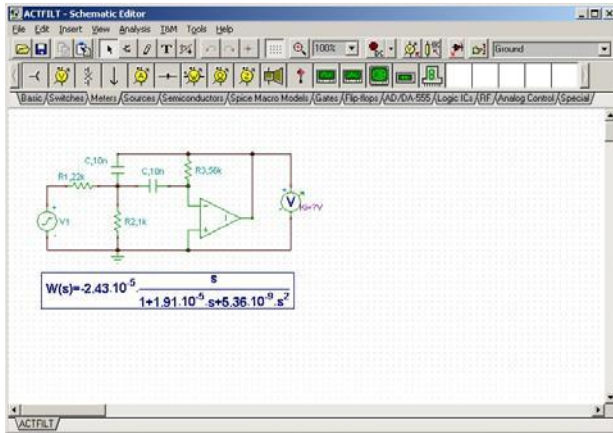 ACTFILT - Schematic Editor
File Edit Insert View Analysis T&M Tools Help
100% Ground
Basic Switches Meters Sources Semiconductors Spice Macro Models Gates Flip-flops AD/DA-555 Logic ICs RF Analog Control Special
C,10n
R1,22k C,10n R3,56k
V1 R2,1k V
W(s)=-2.43.10^-5 . s
1+1.91.10^-5 .s+5.36.10^-9 .s^2
ACTFILT